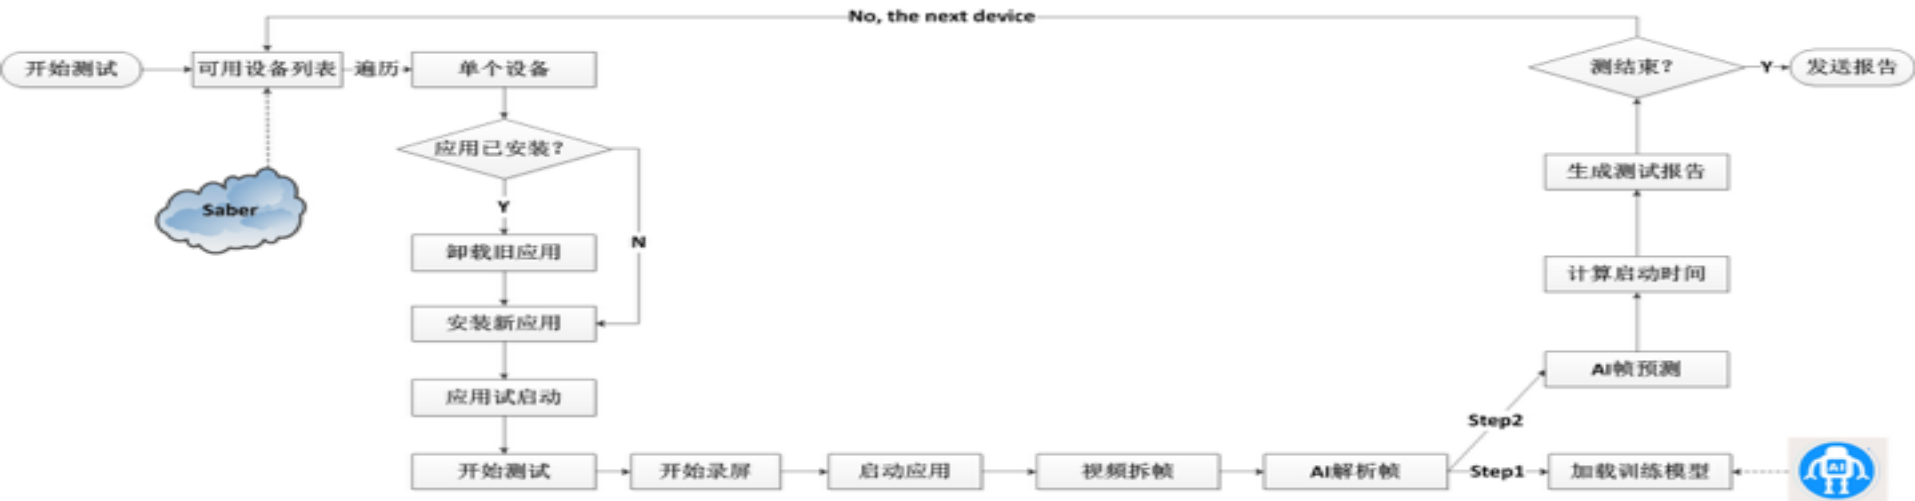 No, the next device
开始测试
可用设备列表
遍历
单个设备
测结束？
Y
发送报告
应用已安装？
生成测试报告
Saber
Y
N
卸载旧应用
计算启动时间
安装新应用
AI帧预测
应用试启动
Step2
开始测试
开始录屏
启动应用
视频拆帧
AI解析帧
Step1
加载训练模型
AI